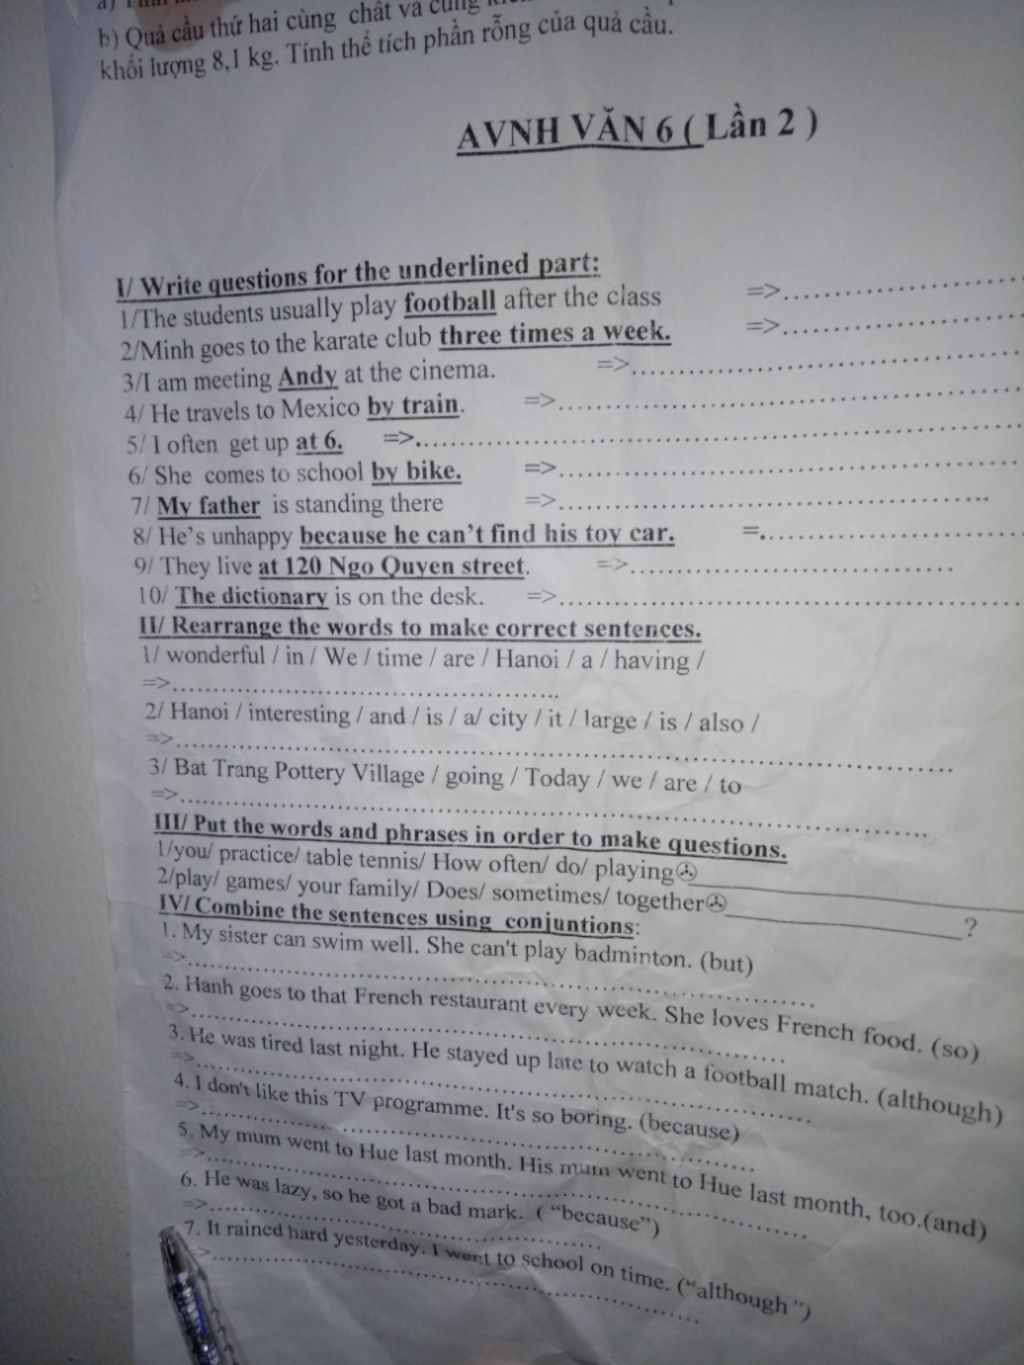 b) Quả cầu thứ hai cùng chất và cùng
khối lượng 8,1 kg. Tính thể tích phần rỗng của quả cầu.
AVNH VĂN 6 ( Lần 2 )
I/ Write questions for the underlined part:
1/The students usually play football after the class =>..............................
2/Minh goes to the karate club three times a week. =>..............................
3/I am meeting Andy at the cinema. =>..............................
4/ He travels to Mexico by train. =>..............................
5/ I often get up at 6. =>..............................
6/ She comes to school by bike. =>..............................
7/ My father is standing there =>..............................
8/ He's unhappy because he can't find his toy car. =..............................
9/ They live at 120 Ngo Quyen street. =>..............................
10/ The dictionary is on the desk. =>..............................
II/ Rearrange the words to make correct sentences.
1/ wonderful / in / We / time / are / Hanoi / a / having /
=>..............................
2/ Hanoi / interesting / and / is / a/ city / it / large / is / also /
=>..............................
3/ Bat Trang Pottery Village / going / Today / we / are / to
=>..............................
III/ Put the words and phrases in order to make questions.
1/you/ practice/ table tennis/ How often/ do/ playing ______________________
2/play/ games/ your family/ Does/ sometimes/ together ______________________?
IV/ Combine the sentences using conjuntions:
1. My sister can swim well. She can't play badminton. (but)
=>..............................
2. Hanh goes to that French restaurant every week. She loves French food. (so)
=>..............................
3. He was tired last night. He stayed up late to watch a football match. (although)
=>..............................
4. I don't like this TV programme. It's so boring. (because)
=>..............................
5. My mum went to Hue last month. His mum went to Hue last month, too.(and)
=>..............................
6. He was lazy, so he got a bad mark. ( “because”)
=>..............................
7. It rained hard yesterday. I went to school on time. (“although ”)
=>..............................